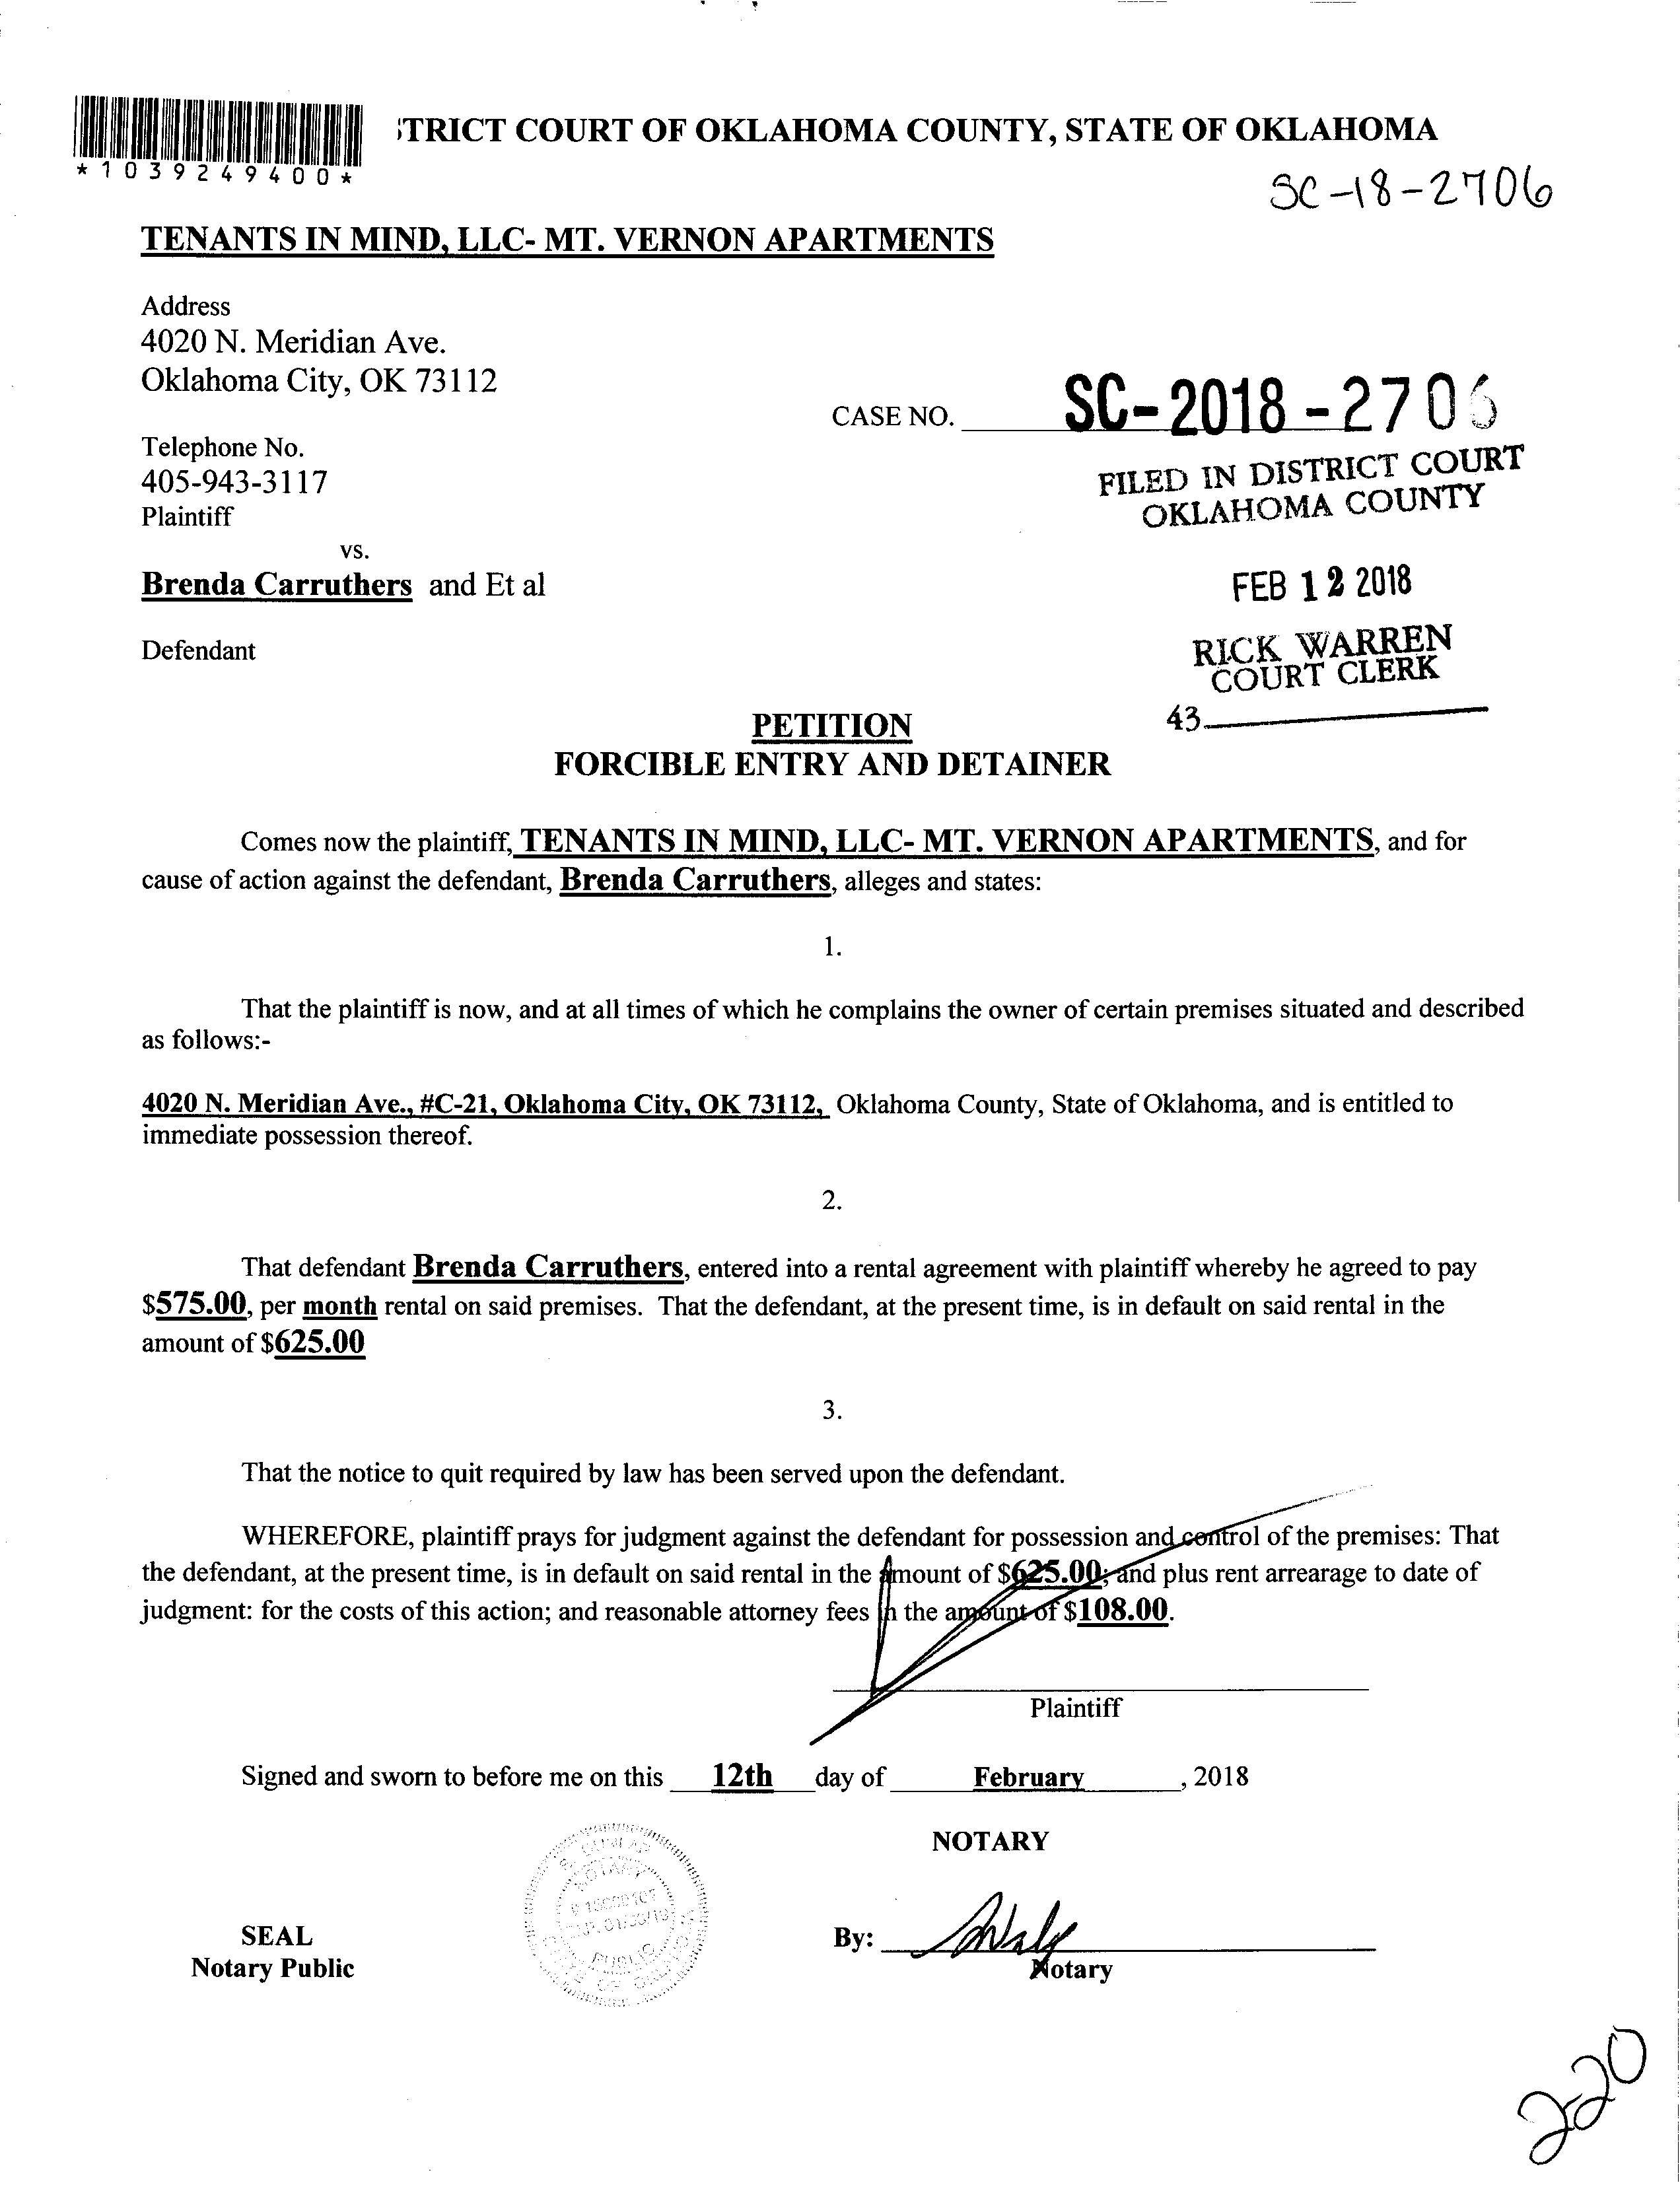 TRICT COURT OF OKLAHOMA COUNTY, STATE OF OKLAHOMA
*1039249400*
SC-18-2706
TENANTS IN MIND, LLC- MT. VERNON APARTMENTS
Address
4020 N. Meridian Ave.
Oklahoma City, OK 73112
CASE NO. SC-2018-2706
Telephone No.
405-943-3117
Plaintiff
FILED IN DISTRICT COURT
OKLAHOMA COUNTY
vs.
Brenda Carruthers and Et al
FEB 12 2018
Defendant
RICK WARREN
COURT CLERK
43
PETITION
FORCIBLE ENTRY AND DETAINER
Comes now the plaintiff, TENANTS IN MIND, LLC- MT. VERNON APARTMENTS, and for
cause of action against the defendant, Brenda Carruthers, alleges and states:
1.
That the plaintiff is now, and at all times of which he complains the owner of certain premises situated and described
as follows:-
4020 N. Meridian Ave., #C-21, Oklahoma City, OK 73112, Oklahoma County, State of Oklahoma, and is entitled to
immediate possession thereof.
2.
That defendant Brenda Carruthers, entered into a rental agreement with plaintiff whereby he agreed to pay
$575.00, per month rental on said premises. That the defendant, at the present time, is in default on said rental in the
amount of $625.00
3.
That the notice to quit required by law has been served upon the defendant.
WHEREFORE, plaintiff prays for judgment against the defendant for possession and control of the premises: That
the defendant, at the present time, is in default on said rental in the amount of $625.00; and plus rent arrearage to date of
judgment: for the costs of this action; and reasonable attorney fees in the amount of $108.00.
Plaintiff
Signed and sworn to before me on this 12th day of February, 2018
NOTARY
NOTARY
PUBLIC
SEAL
Notary Public
By:
Notary
220